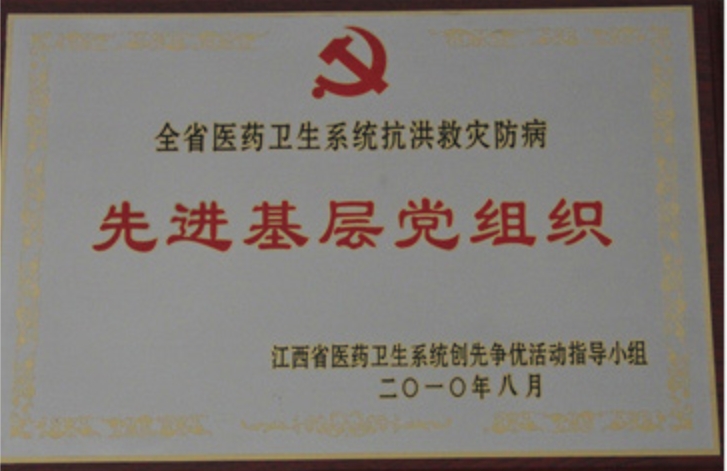 全省医药卫生系统抗洪救灾防病
先进基层党组织
江西省医药卫生系统创先争优活动指导小组
二〇一〇年八月